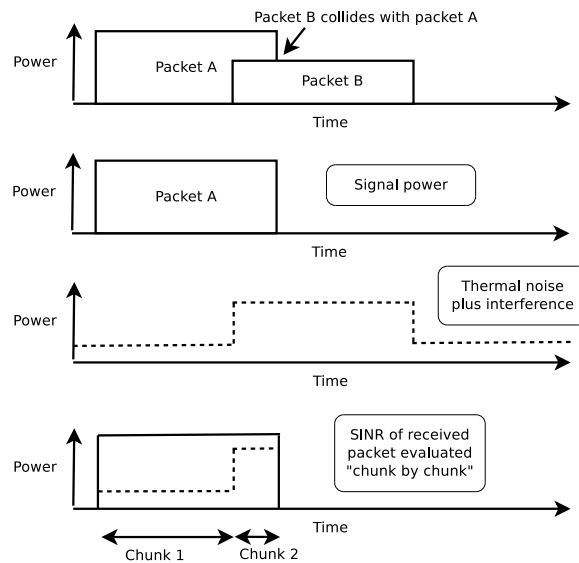 Packet B collides with packet A
Power
Packet A
Packet B
Time
Power
Packet A
Signal power
Time
Power
Thermal noise
plus interference
Time
Power
SINR of received
packet evaluated
"chunk by chunk"
Time
Chunk 1
Chunk 2